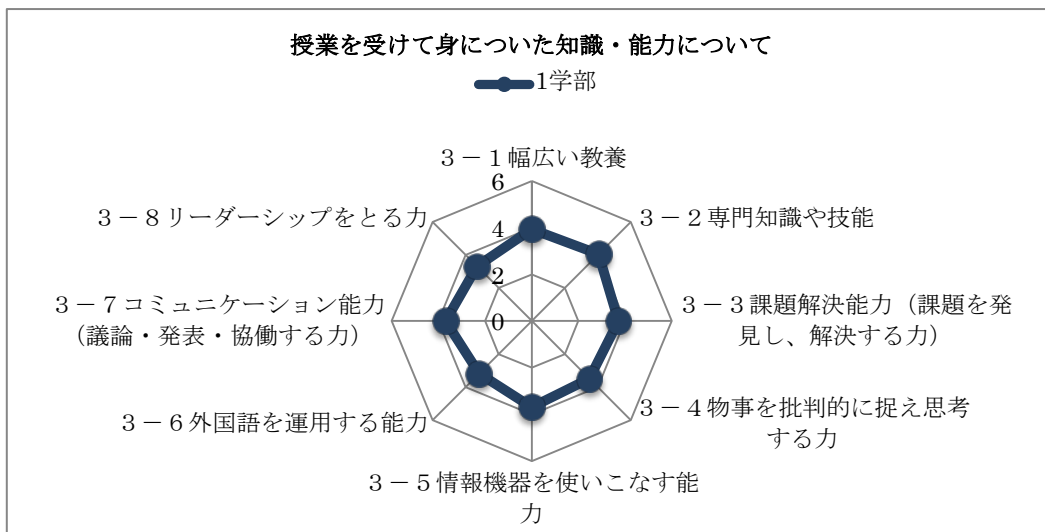 授業を受けて身についた知識・能力について
1学部
3－1幅広い教養
3－2専門知識や技能
3－3課題解決能力（課題を発
見し、解決する力）
3－4物事を批判的に捉え思考
する力
3－5情報機器を使いこなす能
力
3－6外国語を運用する能力
3－7コミュニケーション能力
（議論・発表・協働する力）
3－8リーダーシップをとる力
6
4
2
0